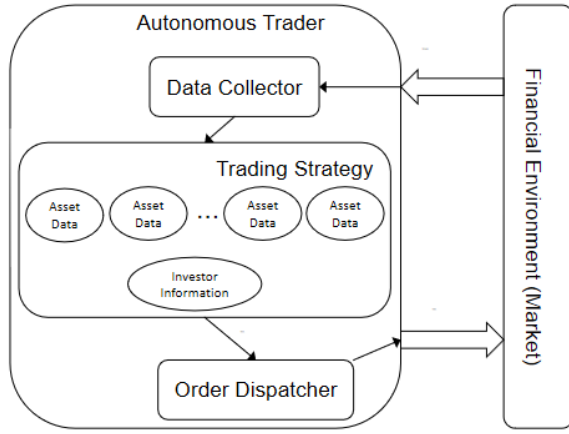 Autonomous Trader
Data Collector
Trading Strategy
Asset
Data
Asset
Data
...
Asset
Data
Asset
Data
Investor
Information
Order Dispatcher
Financial Environment (Market)